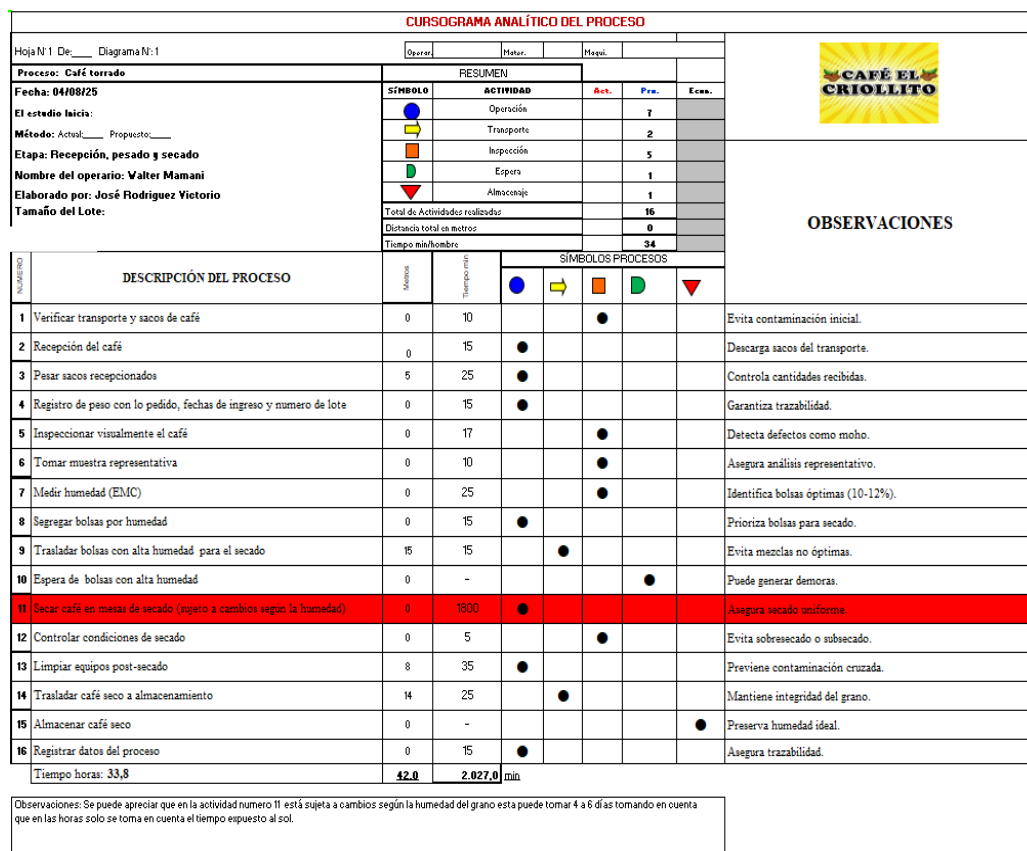 CURSOGRAMA ANALÍTICO DEL PROCESO
Hoja N°1 De:____ Diagrama N°:1 Operar. Mater. Maqui.
CAFÉ EL
CRIOLLITO
Proceso: Café torrado RESUMEN
Fecha: 04/08/25 SÍMBOLO ACTIVIDAD Act. Pro. Econ.
El estudio Inicia: Operación 7
Método: Actual:____ Propuesto:____ Transporte 2
Etapa: Recepción, pesado y secado Inspección 5
Nombre del operario: Walter Mamani Espera 1
Elaborado por: José Rodriguez Victorio Almacenaje 1
Tamaño del Lote: Total de Actividades realizadas 16
Distancia total en metros 0
Tiempo min/hombre 34
OBSERVACIONES
NUMERO DESCRIPCIÓN DEL PROCESO Metros Tiempo min SÍMBOLOS PROCESOS
1 Verificar transporte y sacos de café 0 10 Evita contaminación inicial.
2 Recepción del café 0 15 Descarga sacos del transporte.
3 Pesar sacos recepcionados 5 25 Controla cantidades recibidas.
4 Registro de peso con lo pedido, fechas de ingreso y numero de lote 0 15 Garantiza trazabilidad.
5 Inspeccionar visualmente el café 0 17 Detecta defectos como moho.
6 Tomar muestra representativa 0 10 Asegura análisis representativo.
7 Medir humedad (EMC) 0 25 Identifica bolsas óptimas (10-12%).
8 Segregar bolsas por humedad 0 15 Prioriza bolsas para secado.
9 Trasladar bolsas con alta humedad para el secado 15 15 Evita mezclas no óptimas.
10 Espera de bolsas con alta humedad 0 - Puede generar demoras.
11 Secar café en mesas de secado (sujeto a cambios según la humedad) 0 1800 Asegura secado uniforme.
12 Controlar condiciones de secado 0 5 Evita sobresecado o subsecado.
13 Limpiar equipos post-secado 8 35 Previene contaminación cruzada.
14 Trasladar café seco a almacenamiento 14 25 Mantiene integridad del grano.
15 Almacenar café seco 0 - Preserva humedad ideal.
16 Registrar datos del proceso 0 15 Asegura trazabilidad.
Tiempo horas: 33,8 42.0 2.027,0 min
Observaciones: Se puede apreciar que en la actividad numero 11 está sujeta a cambios según la humedad del grano esta puede tomar 4 a 6 días tomando en cuenta
que en las horas solo se toma en cuenta el tiempo expuesto al sol.